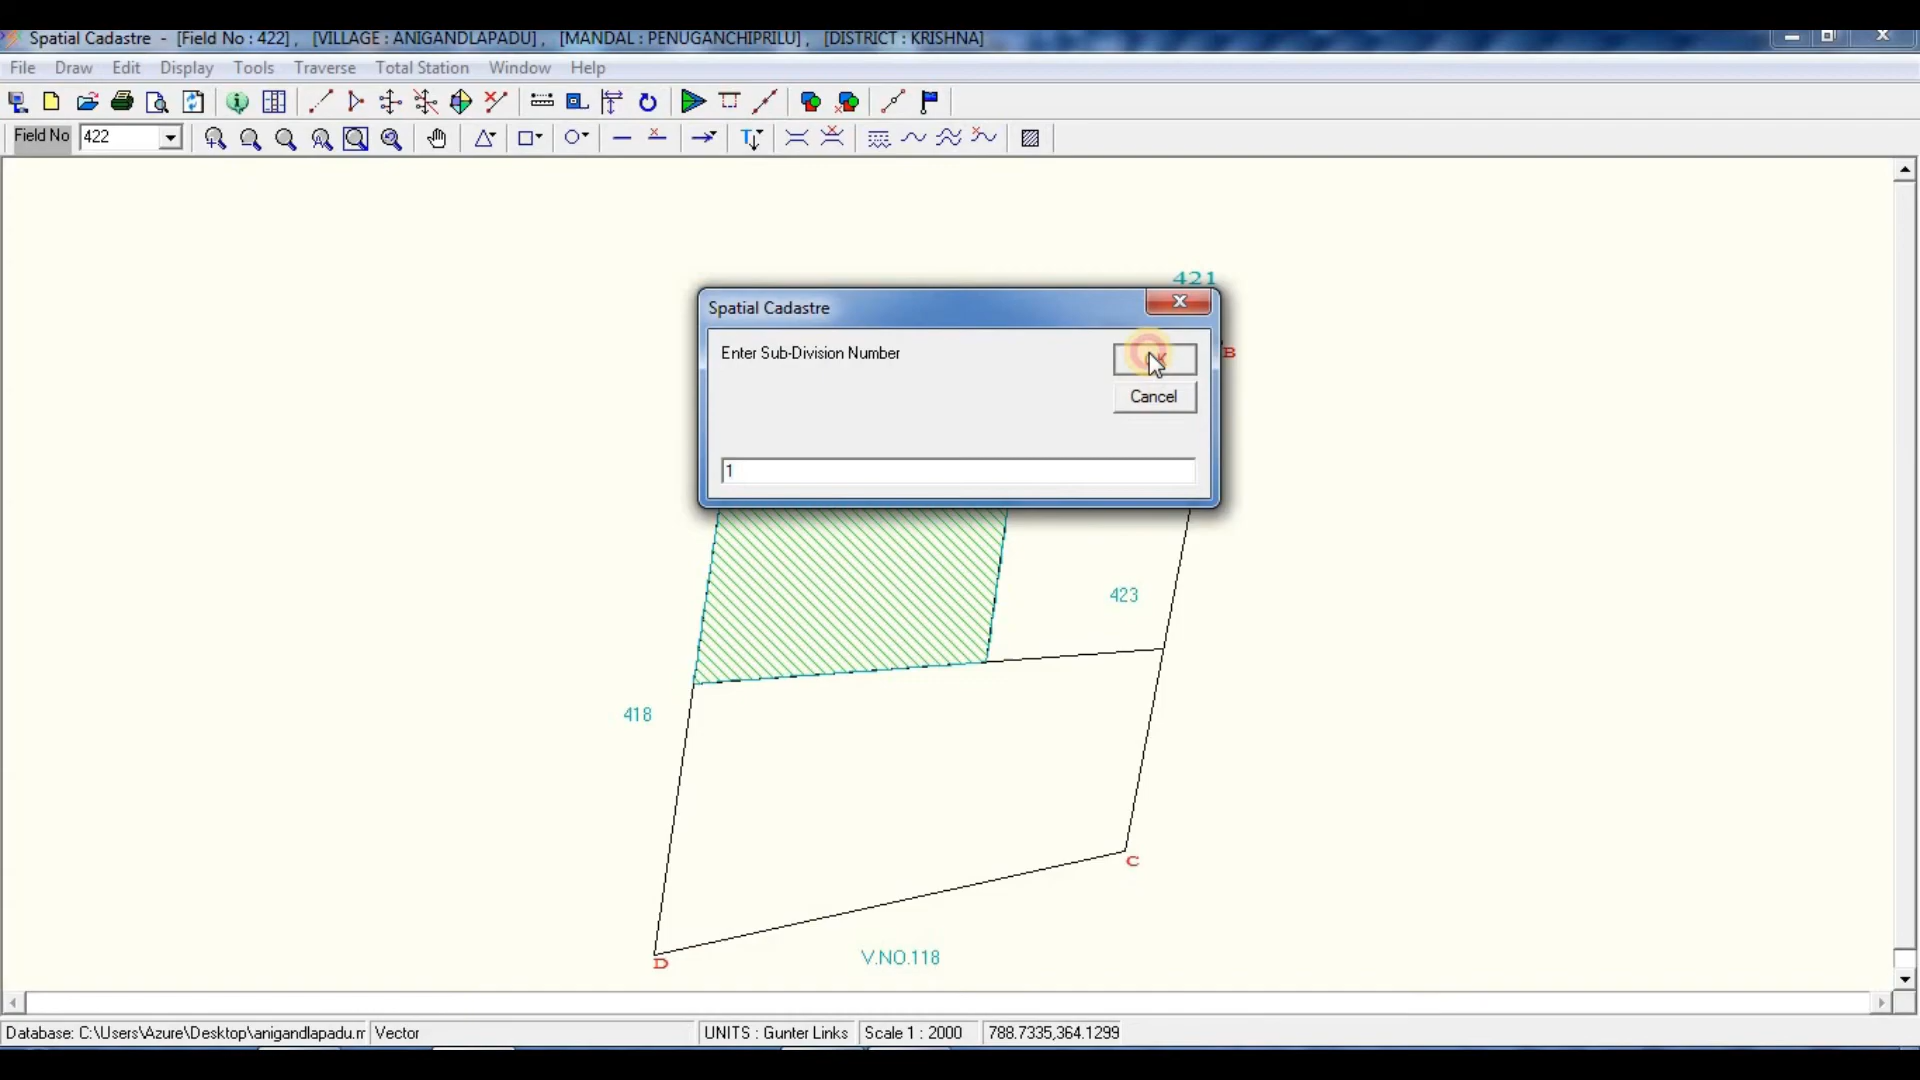 Spatial Cadastre - [Field No : 422] , [VILLAGE : ANIGANDLAPADU] , [MANDAL : PENUGANCHIPRILU] , [DISTRICT : KRISHNA]
File Draw Edit Display Tools Traverse Total Station Window Help
Field No 422
421
Spatial Cadastre
Enter Sub-Division Number
B
Cancel
1
423
418
C
V.NO.118
D
Database: C:\Users\Azure\Desktop\anigandlapadu.m Vector UNITS : Gunter Links Scale 1 : 2000 788.7335,364.1299